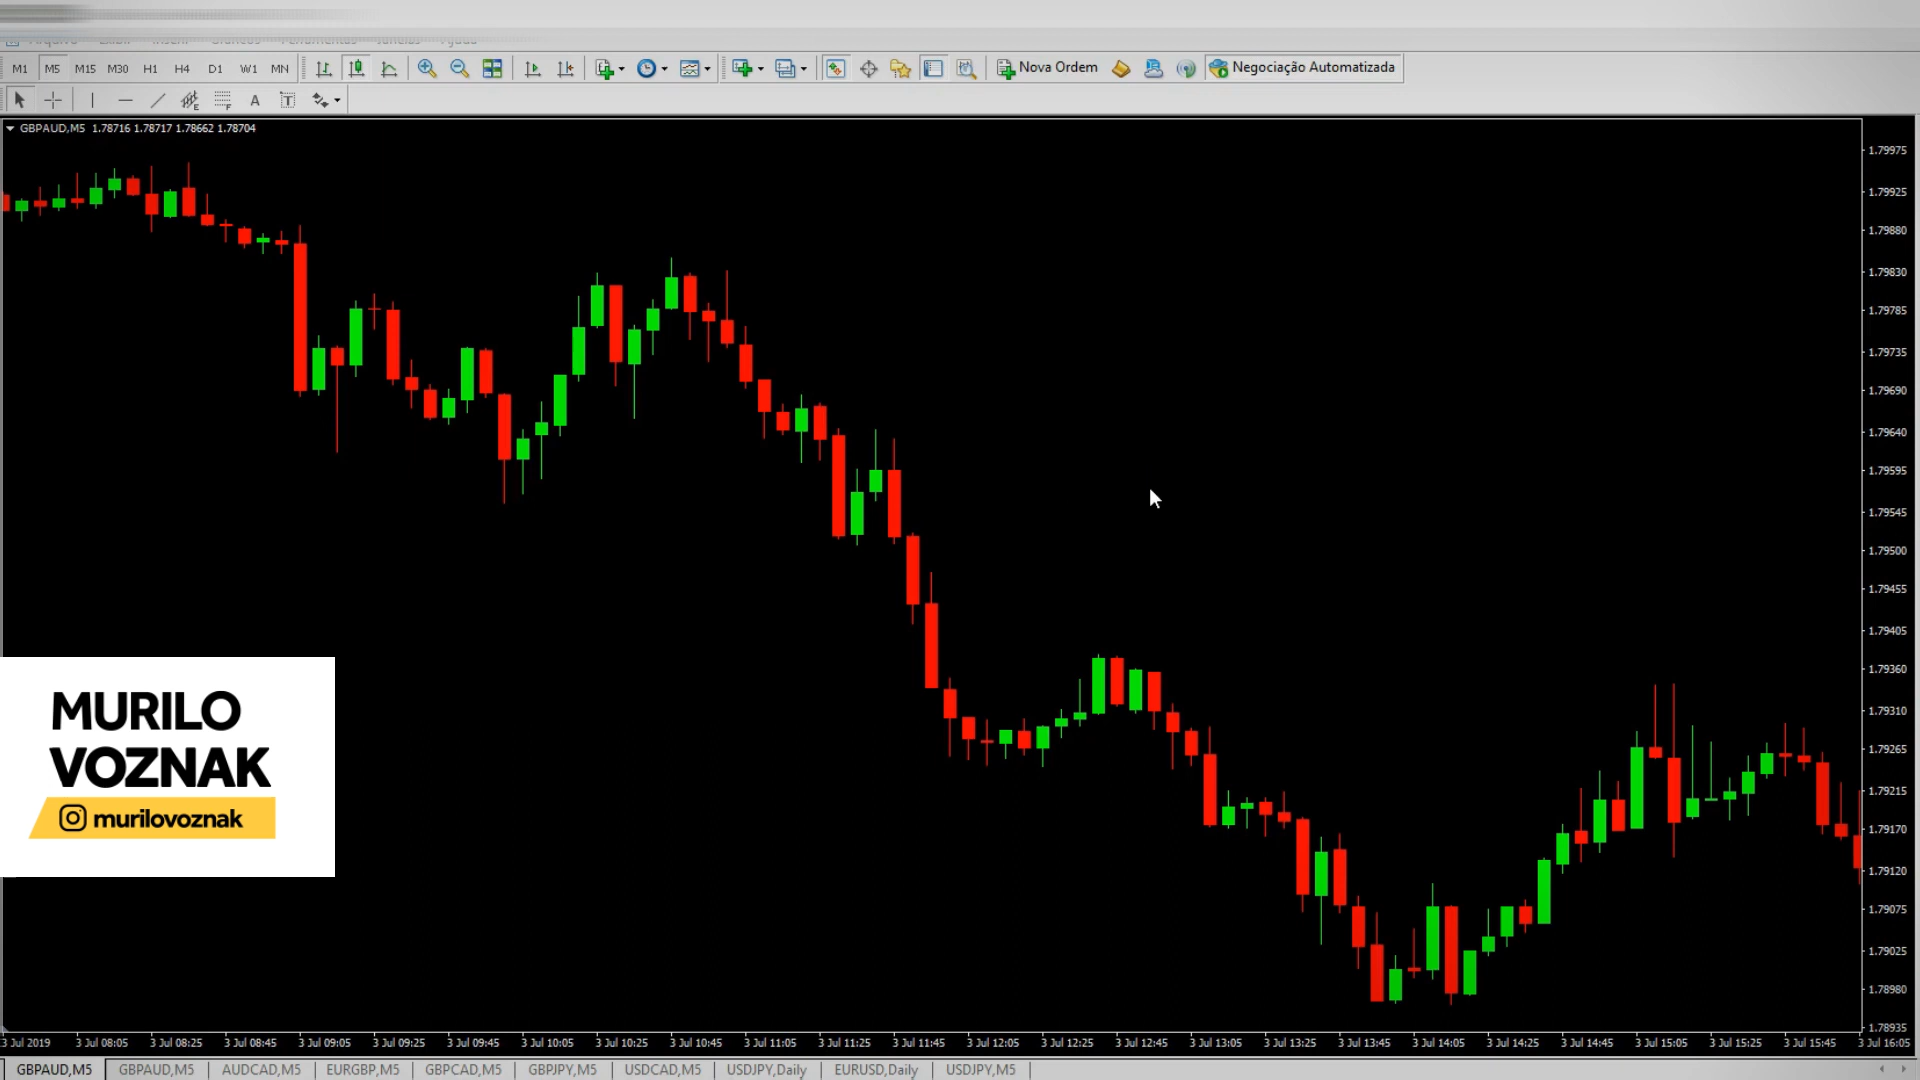 M1 M5 M15 M30 H1 H4 D1 W1 MN Nova Ordem Negociação Automatizada
E F A T
GBPAUD,M5 1.78716 1.78717 1.78662 1.78704
1.79975
1.79925
1.79880
1.79830
1.79785
1.79735
1.79690
1.79640
1.79595
1.79545
1.79500
1.79455
1.79405
1.79360
1.79310
1.79265
1.79215
1.79170
1.79120
1.79075
1.79025
1.78980
1.78935
MURILO
VOZNAK
murilovoznak
3 Jul 2019 3 Jul 08:05 3 Jul 08:25 3 Jul 08:45 3 Jul 09:05 3 Jul 09:25 3 Jul 09:45 3 Jul 10:05 3 Jul 10:25 3 Jul 10:45 3 Jul 11:05 3 Jul 11:25 3 Jul 11:45 3 Jul 12:05 3 Jul 12:25 3 Jul 12:45 3 Jul 13:05 3 Jul 13:25 3 Jul 13:45 3 Jul 14:05 3 Jul 14:25 3 Jul 14:45 3 Jul 15:05 3 Jul 15:25 3 Jul 15:45 3 Jul 16:05
GBPAUD,M5 GBPAUD,M5 AUDCAD,M5 EURGBP,M5 GBPCAD,M5 GBPJPY,M5 USDCAD,M5 USDJPY,Daily EURUSD,Daily USDJPY,M5